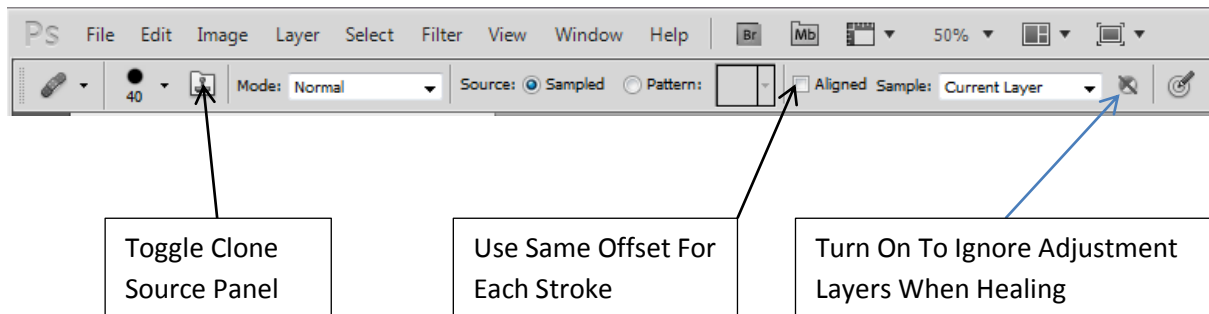 Ps File Edit Image Layer Select Filter View Window Help Br Mb 50%
40 Mode: Normal Source: Sampled Pattern: Aligned Sample: Current Layer
Toggle Clone
Source Panel
Use Same Offset For
Each Stroke
Turn On To Ignore Adjustment
Layers When Healing